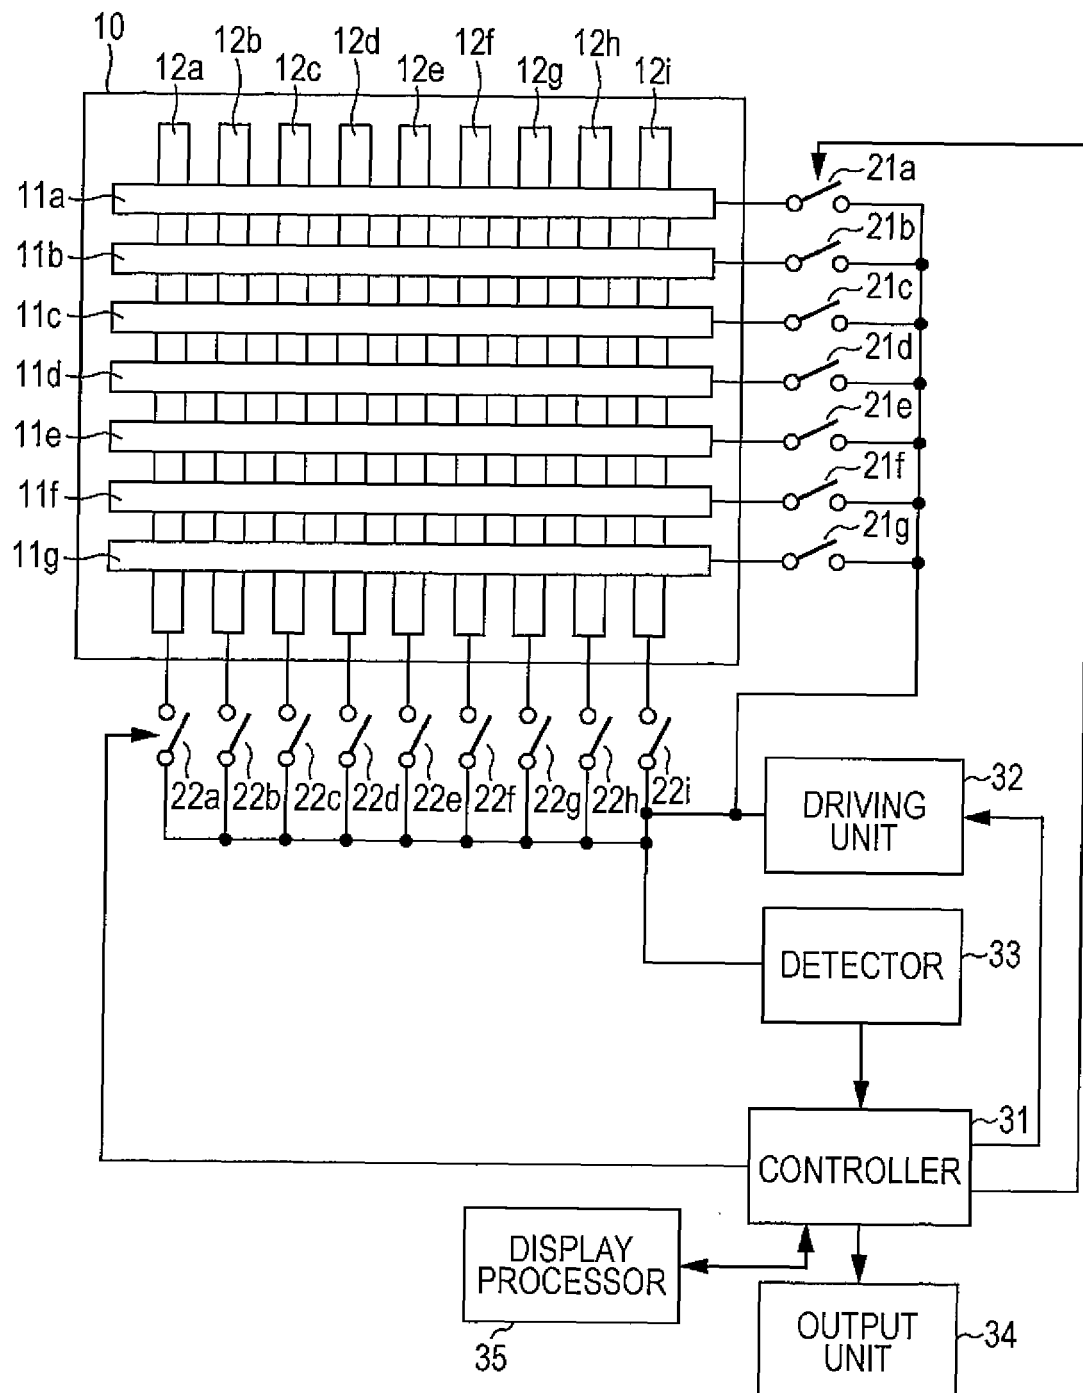 10
12a
12b
12c
12d
12e
12f
12g
12h
12i
11a
11b
11c
11d
11e
11f
11g
21a
21b
21c
21d
21e
21f
21g
22a
22b
22c
22d
22e
22f
22g
22h
22i
DRIVING
UNIT
32
DETECTOR
33
CONTROLLER
31
DISPLAY
PROCESSOR
35
OUTPUT
UNIT
34